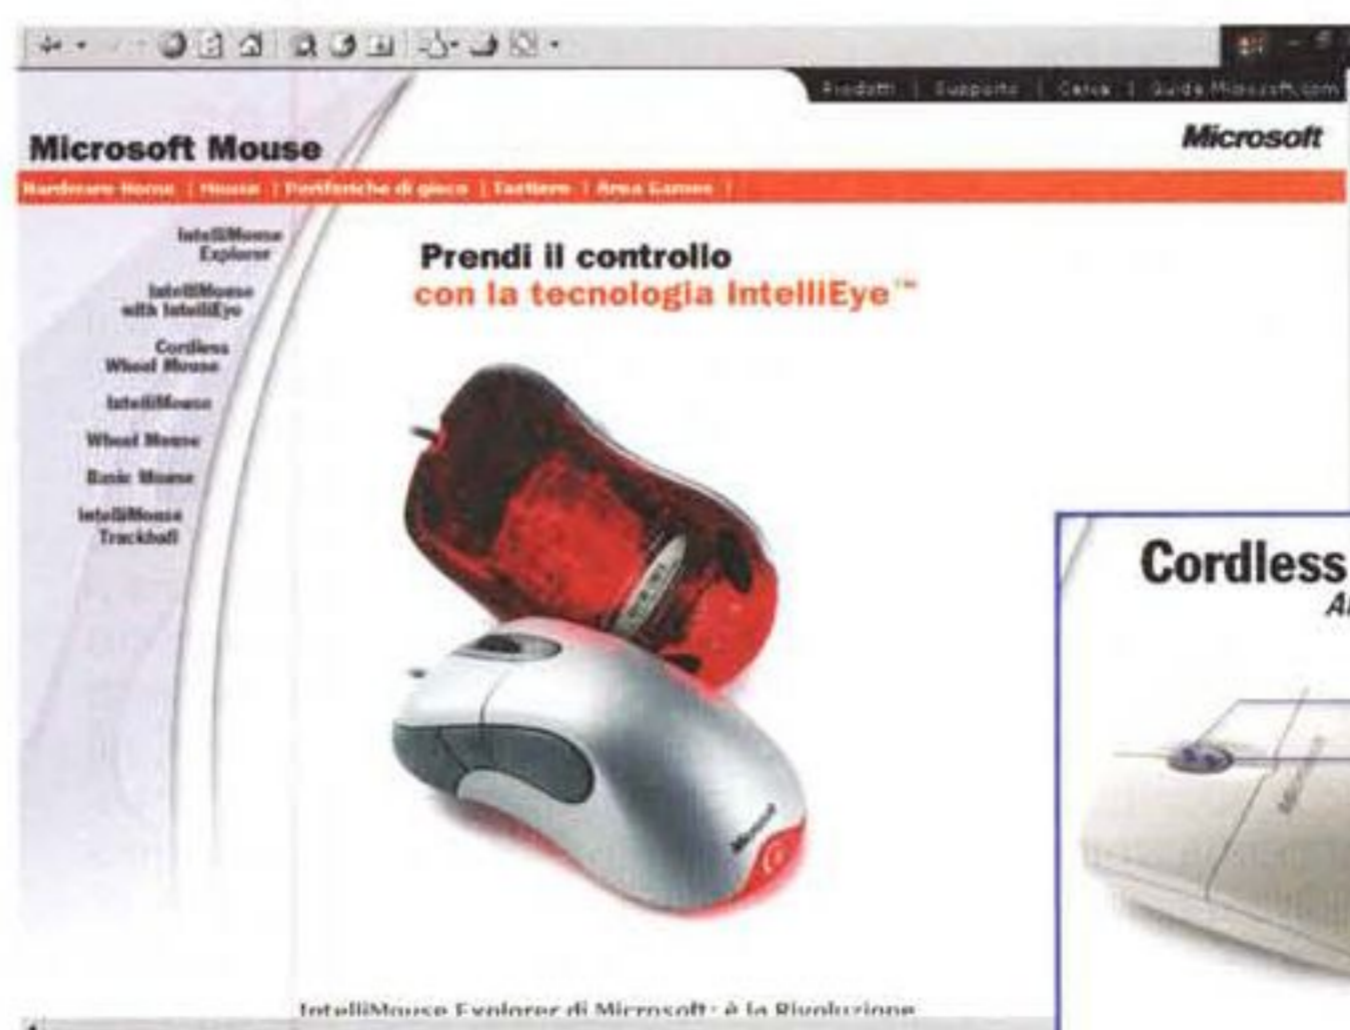 Prodotti | Supporto | Cerca | Guida Microsoft.com
Microsoft Mouse
Microsoft
Hardware Home | Mouse | Periferiche di gioco | Tastiere | Area Games |
IntelliMouse
Explorer
IntelliMouse
with IntelliEye
Cordless
Wheel Mouse
IntelliMouse
Wheel Mouse
Basic Mouse
IntelliMouse
Trackball
Prendi il controllo
con la tecnologia IntelliEye™
Microsoft
Cordless
Microsoft
IntelliMouse Explorer di Microsoft: è la Rivoluzione